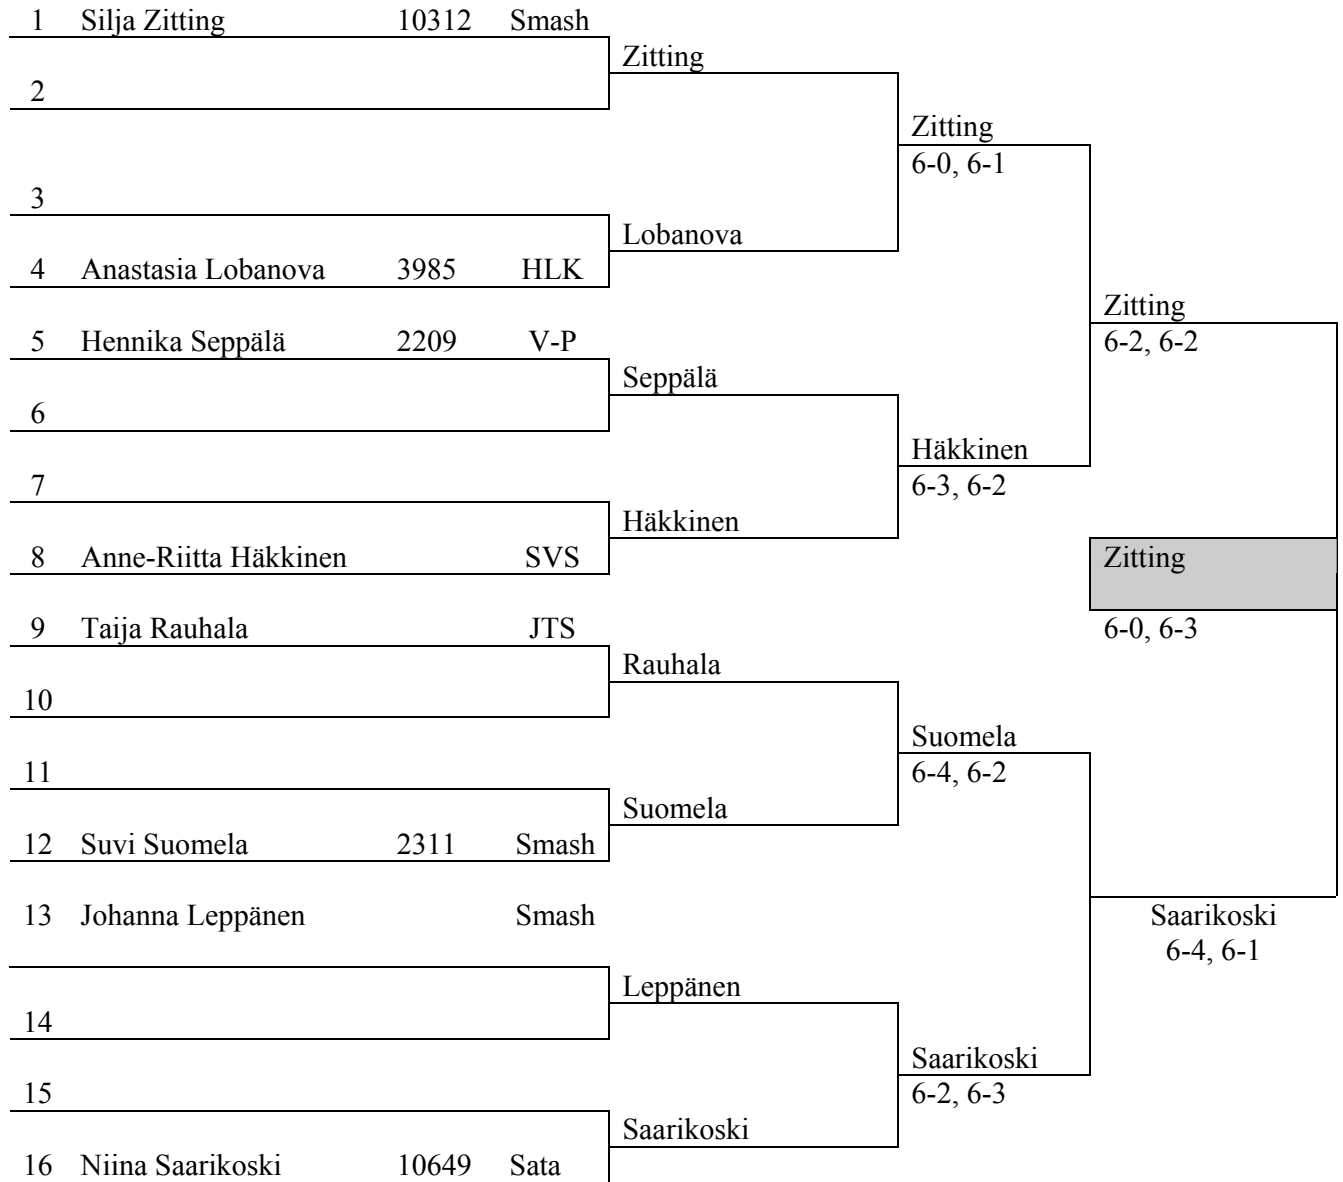 1 Silja Zitting 10312 Smash
Zitting
2
Zitting
6-0, 6-1
3
Lobanova
4 Anastasia Lobanova 3985 HLK
Zitting
5 Hennika Seppälä 2209 V-P
6-2, 6-2
Seppälä
6
Häkkinen
7
6-3, 6-2
Häkkinen
8 Anne-Riitta Häkkinen SVS
Zitting
9 Taija Rauhala JTS
6-0, 6-3
Rauhala
10
Suomela
11
6-4, 6-2
Suomela
12 Suvi Suomela 2311 Smash
13 Johanna Leppänen Smash
Saarikoski
6-4, 6-1
Leppänen
14
Saarikoski
15
6-2, 6-3
Saarikoski
16 Niina Saarikoski 10649 Sata